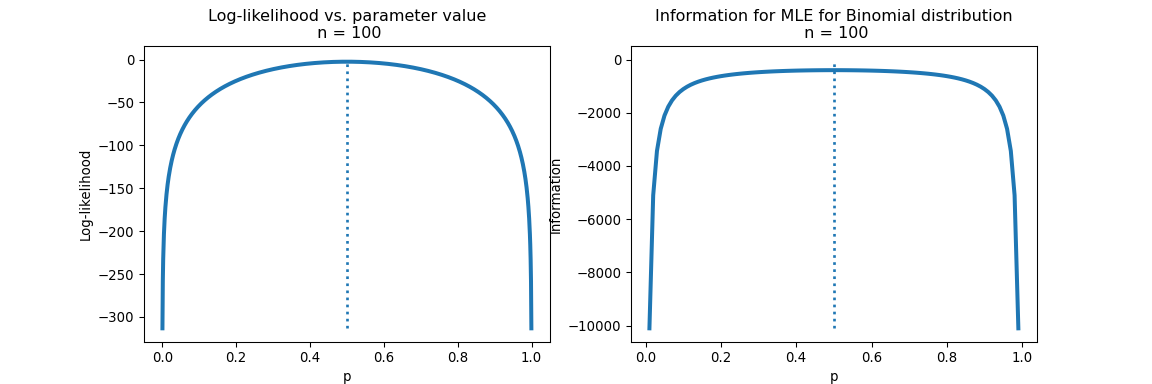 Log-likelihood vs. parameter value
n = 100
Log-likelihood
0
−50
−100
−150
−200
−250
−300
0.0 0.2 0.4 0.6 0.8 1.0
p
Information for MLE for Binomial distribution
n = 100
Information
0
−2000
−4000
−6000
−8000
−10000
0.0 0.2 0.4 0.6 0.8 1.0
p